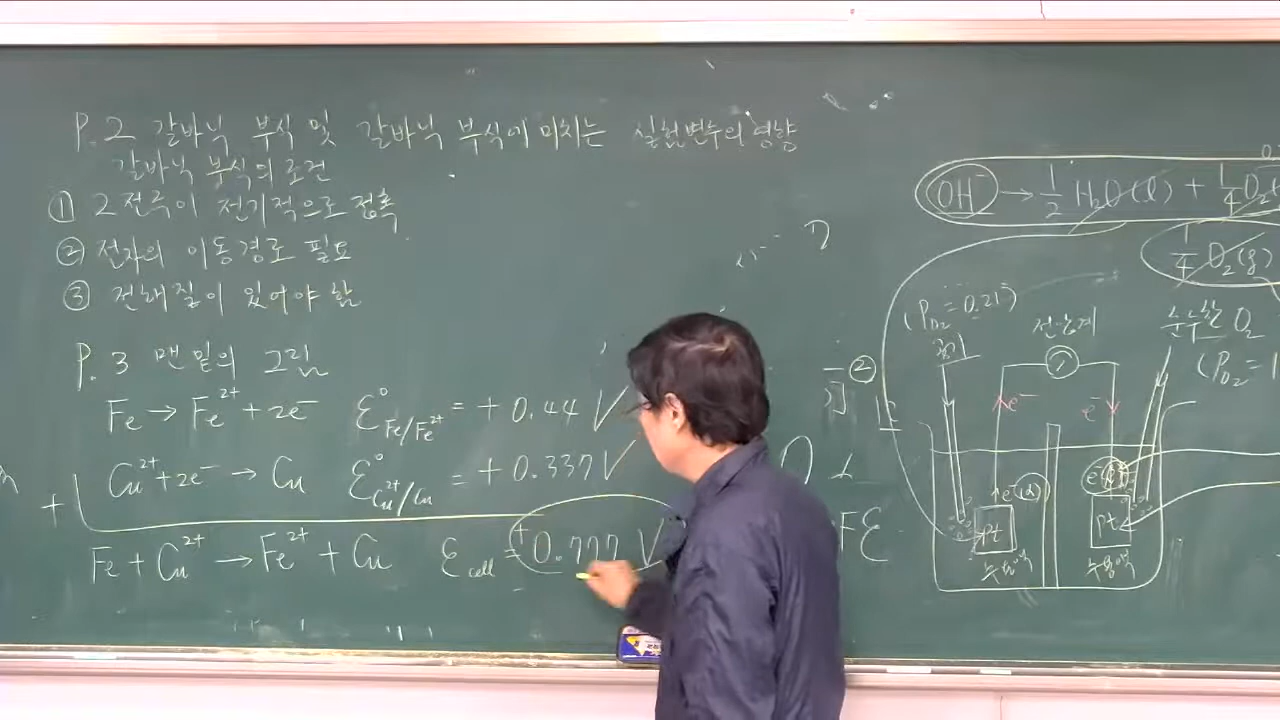 P.2 갈바닉 부식 및 갈바닉 부식에 미치는 실험변수의 영향
갈바닉 부식의 조건
① 2전극이 전기적으로 접촉
② 전자의 이동경로 필요
③ 전해질이 있어야 함
P.3 맨 밑의 그림
Fe → Fe²⁺ + 2e⁻ ℰ°Fe/Fe²⁺ = + 0.44 V
Cu²⁺ + 2e⁻ → Cu ℰ°Cu²⁺/Cu = + 0.337 V
+
Fe + Cu²⁺ → Fe²⁺ + Cu ℰcell = +0.777 V
OH⁻ → 1/2 H₂O(l) + 1/4 O₂
1/4 O₂(g)
(P_O₂ = 0.21)
공기
전압계
순수한 O₂
(P_O₂ = 1
②
e⁻ e⁻
e⁻
pt pt
수용액 수용액
Fℰ